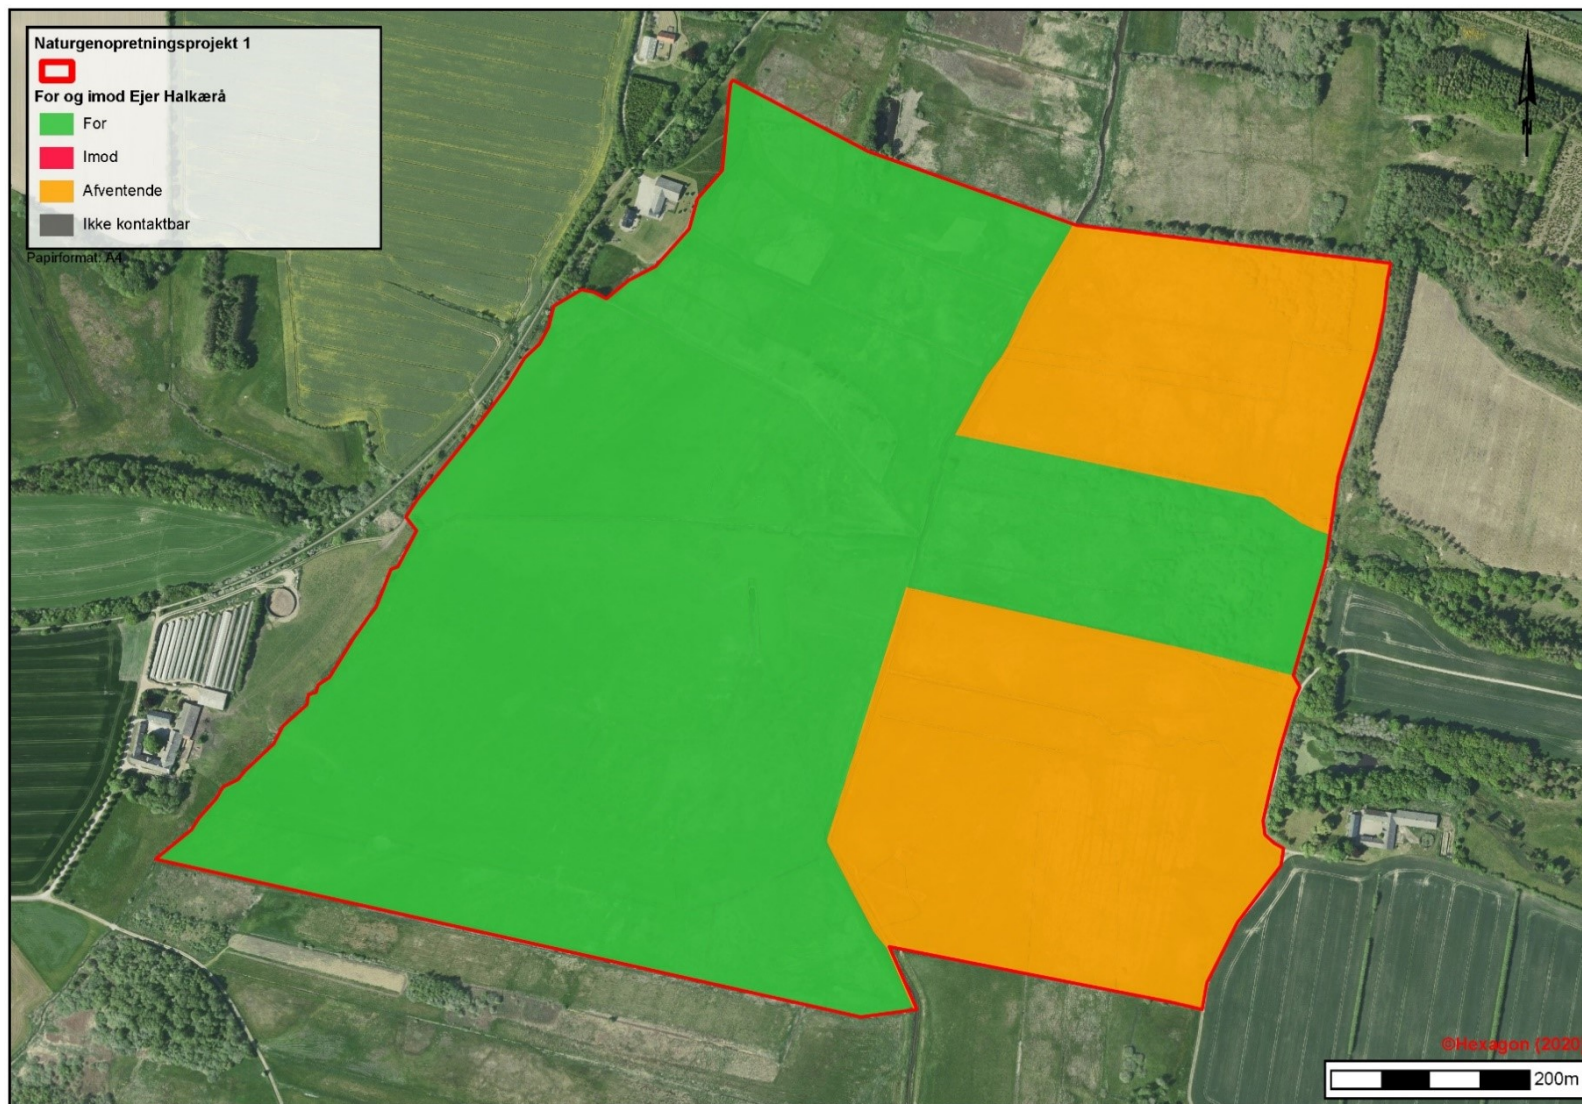 Naturgenopretningsprojekt 1
For og imod Ejer Halkærå
For
Imod
Afventende
Ikke kontaktbar
Papirformat: A4
N
©Hexagon (2020
200m